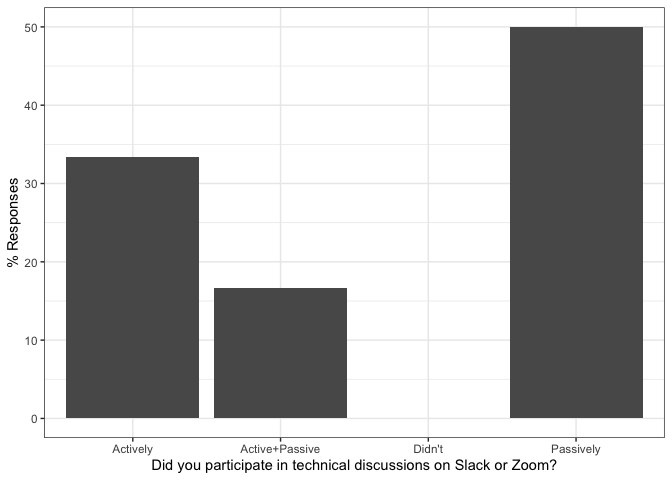 50
40
30
20
10
0
% Responses
Actively Active+Passive Didn't Passively
Did you participate in technical discussions on Slack or Zoom?